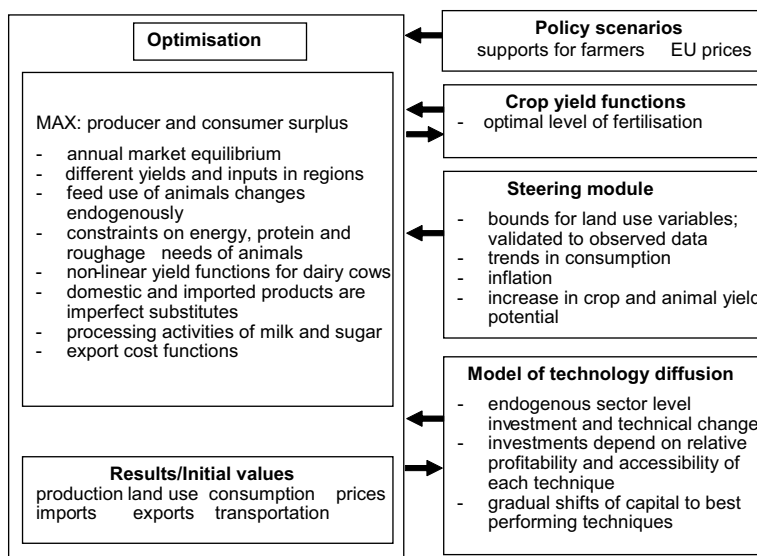 Optimisation
MAX: producer and consumer surplus
- annual market equilibrium
- different yields and inputs in regions
- feed use of animals changes
endogenously
- constraints on energy, protein and
roughage needs of animals
- non-linear yield functions for dairy cows
- domestic and imported products are
imperfect substitutes
- processing activities of milk and sugar
- export cost functions
Results/Initial values
production land use consumption prices
imports exports transportation
Policy scenarios
supports for farmers EU prices
Crop yield functions
- optimal level of fertilisation
Steering module
- bounds for land use variables;
validated to observed data
- trends in consumption
- inflation
- increase in crop and animal yield
potential
Model of technology diffusion
- endogenous sector level
investment and technical change
- investments depend on relative
profitability and accessibility of
each technique
- gradual shifts of capital to best
performing techniques